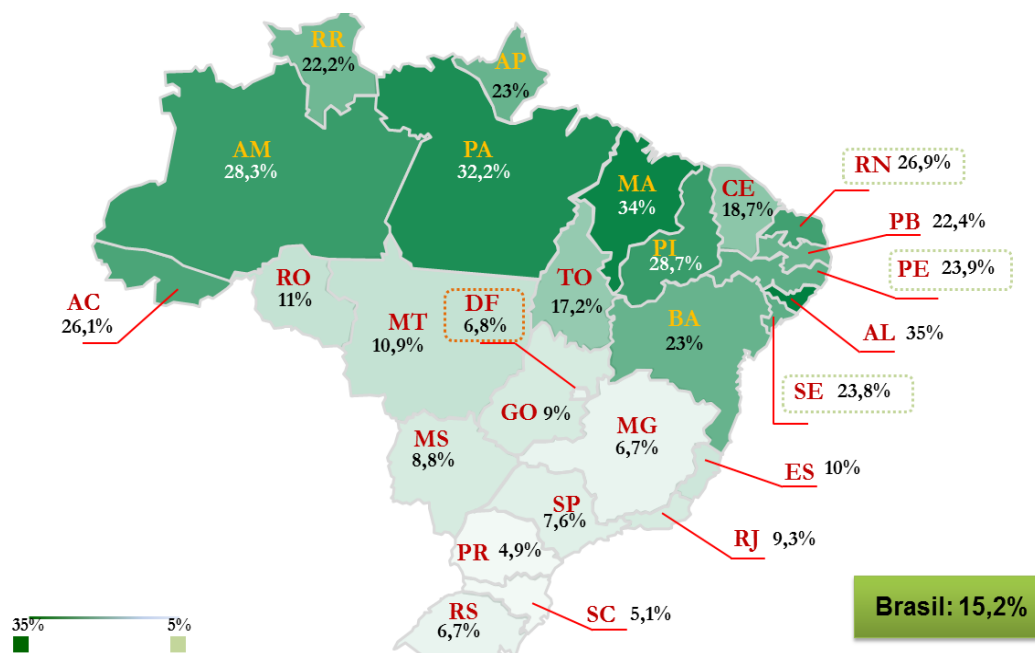 RR
22,2%
AP
23%
AM
28,3%
PA
32,2%
MA
34%
CE
18,7%
RN 26,9%
PB 22,4%
PI
28,7%
PE 23,9%
AC
26,1%
RO
11%
MT
10,9%
DF
6,8%
TO
17,2%
BA
23%
AL 35%
SE 23,8%
GO 9%
MG
6,7%
MS
8,8%
ES 10%
SP
7,6%
RJ 9,3%
PR 4,9%
SC 5,1%
RS
6,7%
35% 5%
Brasil: 15,2%